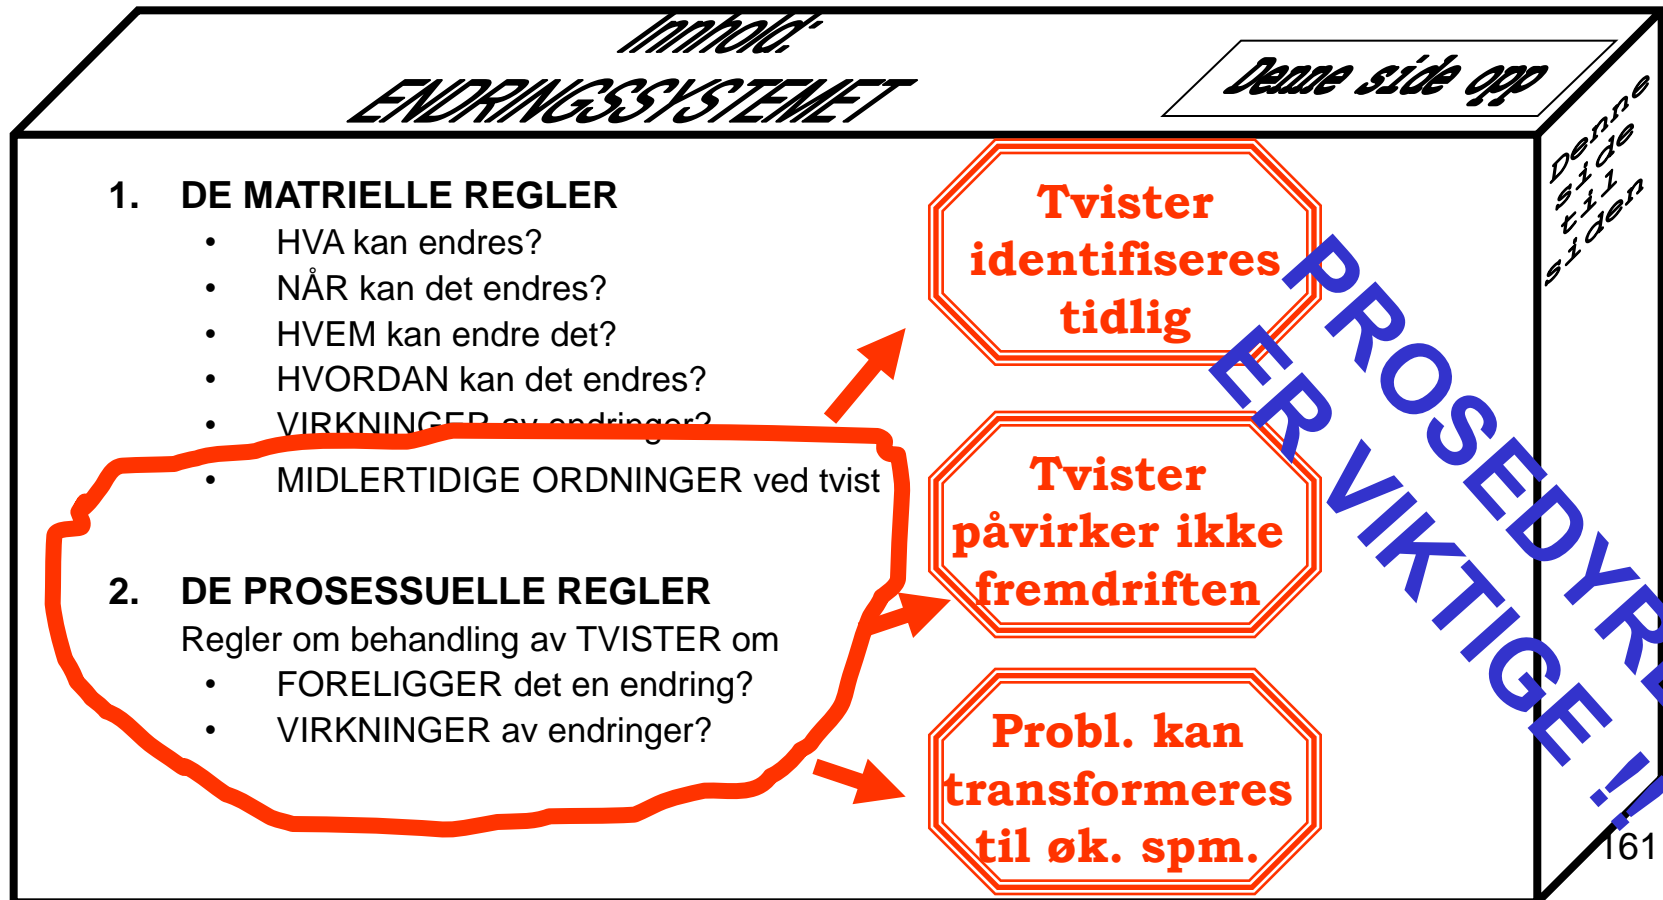 Innhold:
ENDRINGSSYSTEMET
Denne side opp
Denne
side
til
siden
1. DE MATRIELLE REGLER
• HVA kan endres?
• NÅR kan det endres?
• HVEM kan endre det?
• HVORDAN kan det endres?
• VIRKNINGER av endringer?
• MIDLERTIDIGE ORDNINGER ved tvist
2. DE PROSESSUELLE REGLER
Regler om behandling av TVISTER om
• FORELIGGER det en endring?
• VIRKNINGER av endringer?
Tvister
identifiseres
tidlig
Tvister
påvirker ikke
fremdriften
Probl. kan
transformeres
til øk. spm.
PROSEDYRE
ER VIKTIGE !!
161